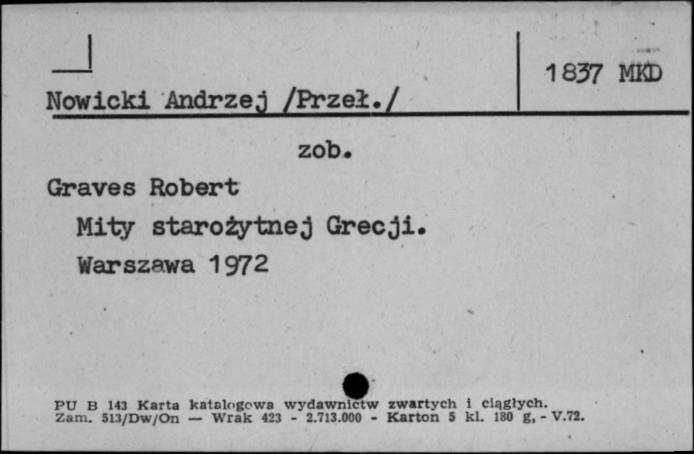 1837 MKD
Nowicki Andrzej /Przeł./
zob.
Graves Robert
Mity starożytnej Grecji.
Warszawa 1972
PU B 143 Karta katalogowa wydawnictw zwartych i ciągłych.
Zam. 513/Dw/On — Wrak 423 - 2.713.000 - Karton 5 kl. 180 g, - V.72.